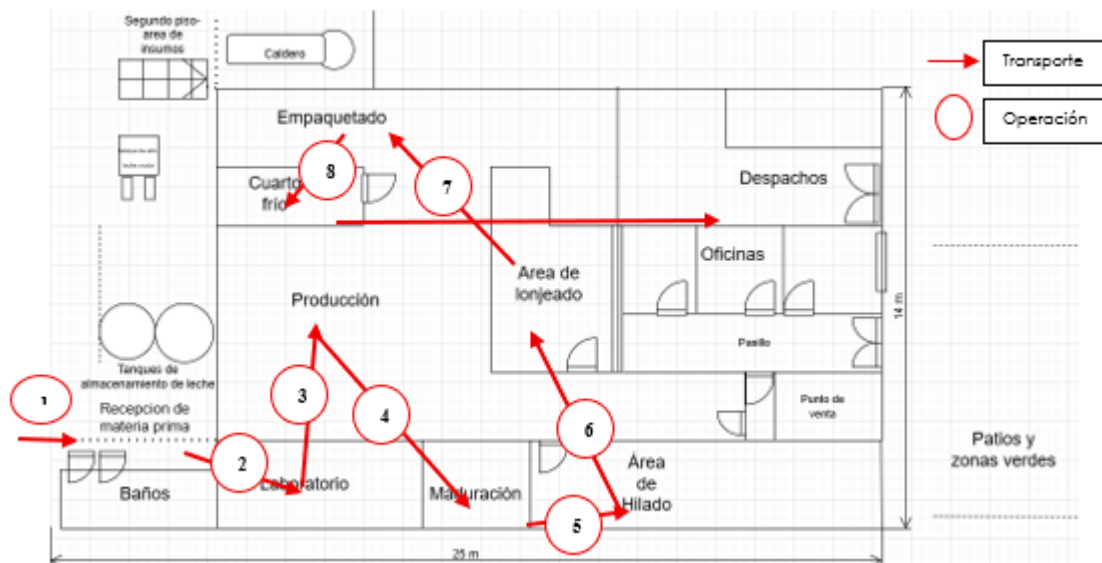 Segundo piso-
area de
insumos
Caldero
Transporte
Operación
Empaquetado
8
7
Cuarto
frío
Despachos
Oficinas
Area de
lonjeado
Producción
14 m
Pasillo
Tanques de
almacenamiento de leche
1
Recepcion de
materia prima
3
4
6
Punto de
venta
2
Baños
Laboratorio
Maduración
5
Área
de
Hilado
Patios y
zonas verdes
25 m